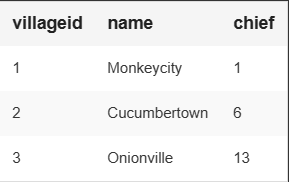 villageid name chief
1 Monkeycity 1
2 Cucumbertown 6
3 Onionville 13